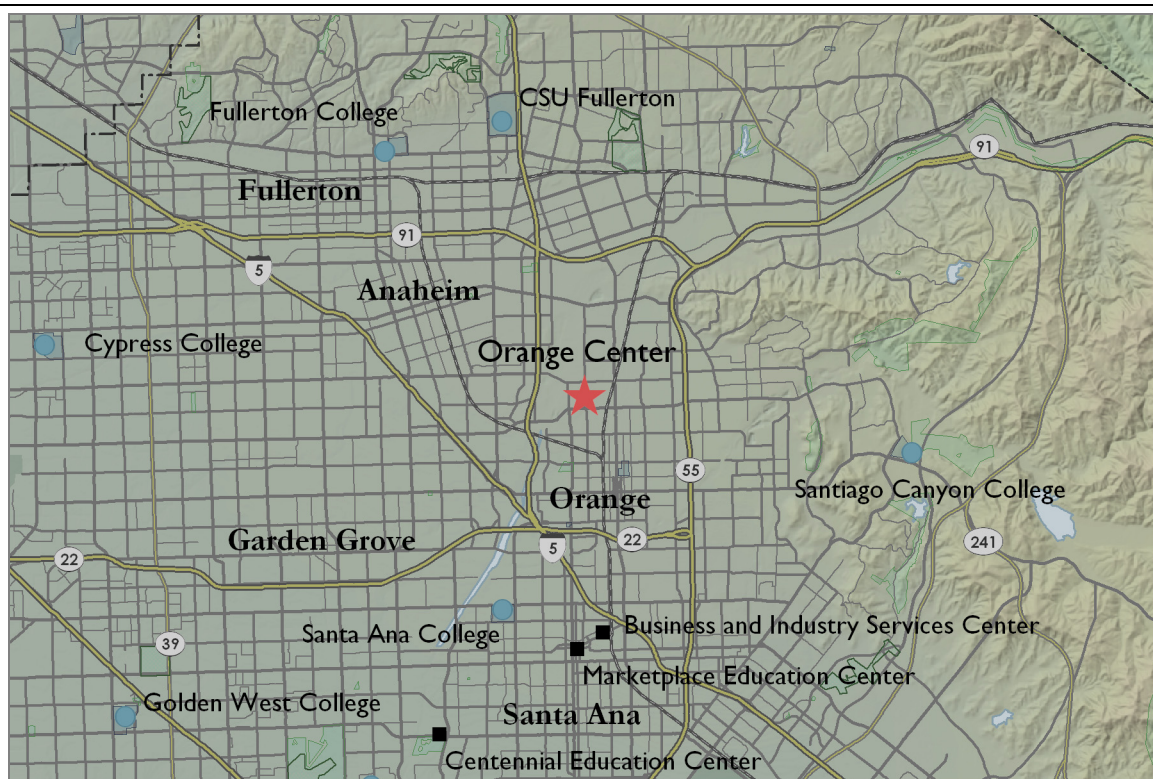 CSU Fullerton
Fullerton College
91
Fullerton
91
5
Anaheim
Cypress College
Orange Center
55
Santiago Canyon College
Orange
Garden Grove
22
5
22
241
Santa Ana College
Business and Industry Services Center
39
Marketplace Education Center
Golden West College
Santa Ana
Centennial Education Center